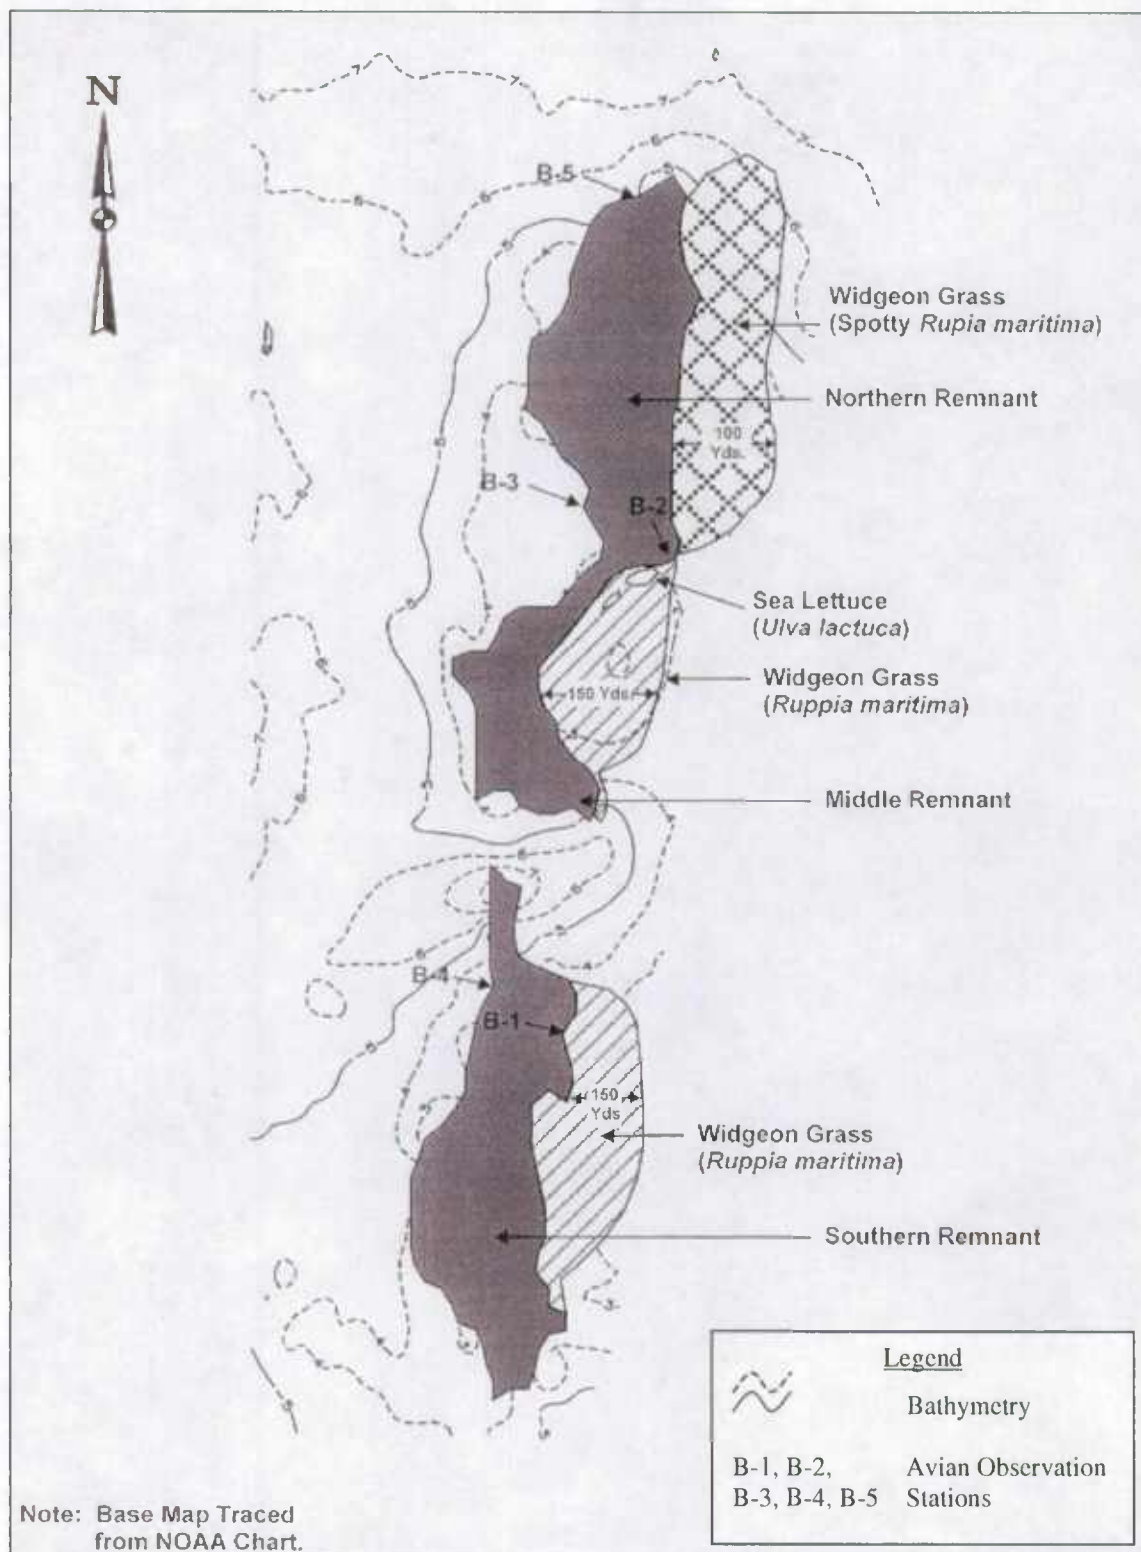 N
B-5
Widgeon Grass
(Spotty Rupia maritima)
Northern Remnant
100
Yds.
B-3
B-2
Sea Lettuce
(Ulva lactuca)
Widgeon Grass
(Ruppia maritima)
150 Yds.
Middle Remnant
B-4
B-1
150
Yds
Widgeon Grass
(Ruppia maritima)
Southern Remnant
Legend
Bathymetry
B-1, B-2, Avian Observation
B-3, B-4, B-5 Stations
Note: Base Map Traced
from NOAA Chart.